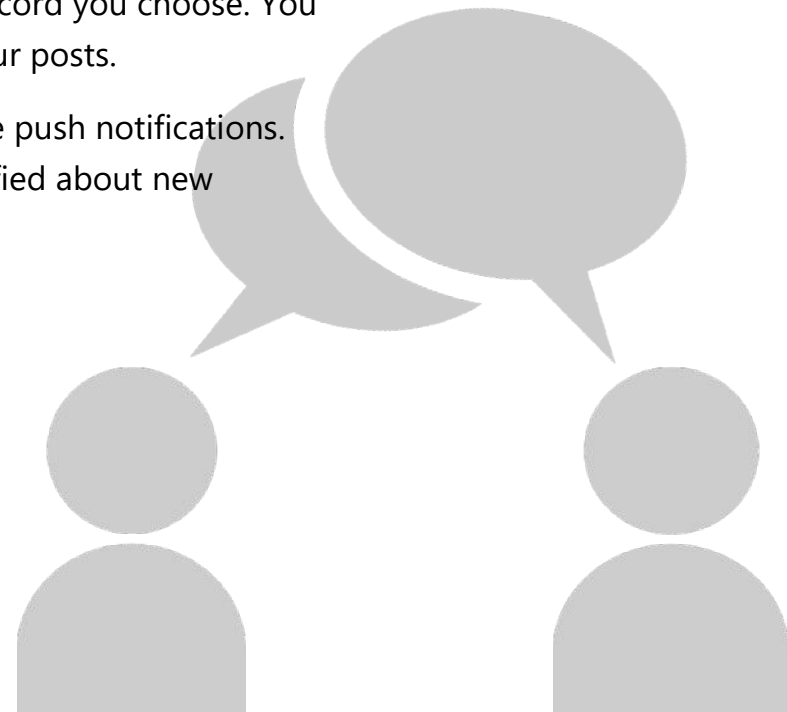 cord you choose. You
ur posts.
e push notifications.
fied about new